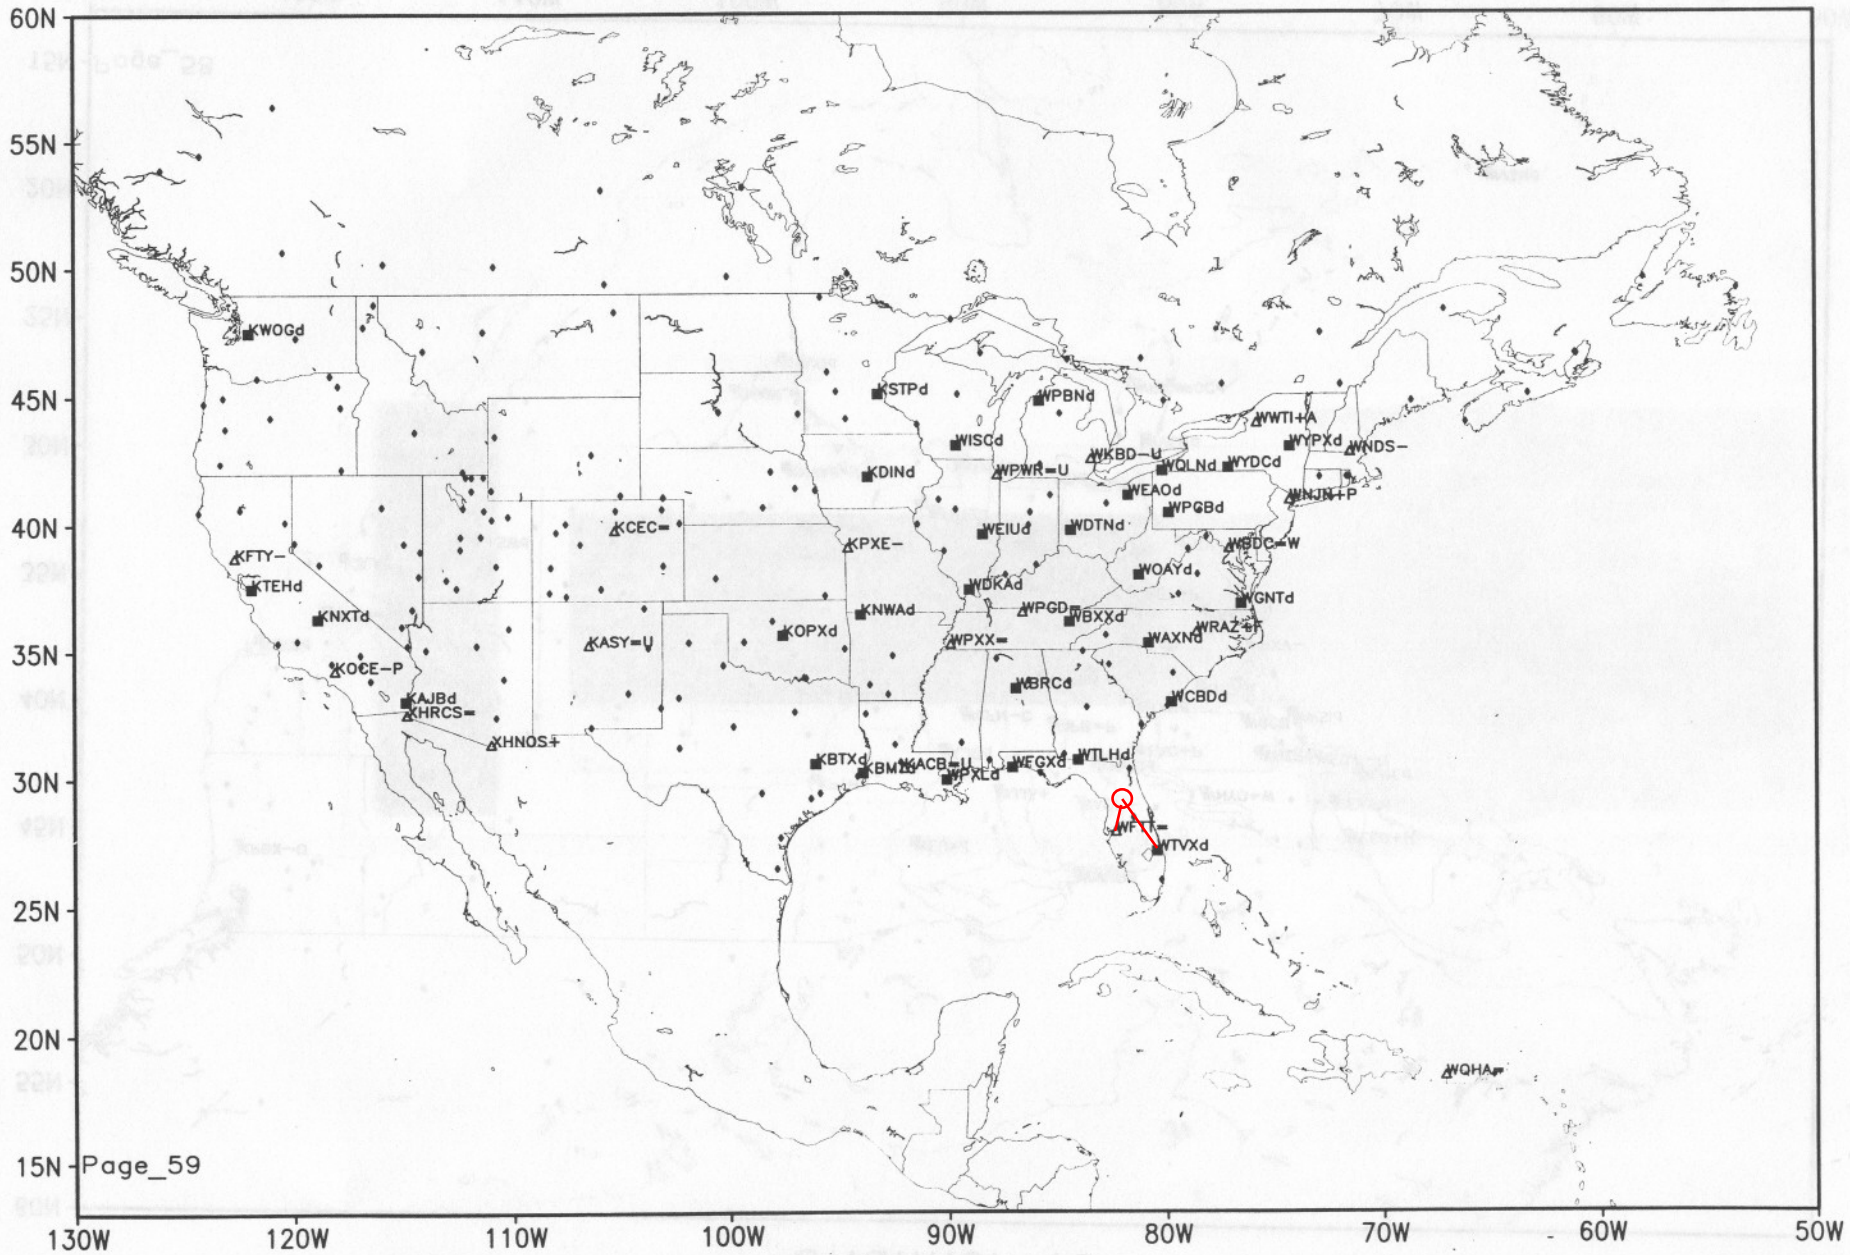 60N
55N
50N
KWOGd
KSTPd
WPBNd
45N
WWTI+A
WISCd
WYPXd
WNDS-
WKBD-U
WPWR=U
WQLNd
WYDCd
KDINd
WEAOd
WNJN+P
WPCBd
40N
KCEC=
WEIUd
WDTNd
KPXE-
WBDC=W
KFTY-
WOAYd
KTEHd
WDKAd
WGNTd
KNXTd
KNWAd
WPGD=
WBXXd
WRAZ+F
KOPXd
WAXNd
KASY=U
WPXX=
35N
KOCE-P
WBRCd
WCBDd
KAJBd
XHRCS=
XHNOS+
WTLHd
KBTXd
WFGXd
WPXLd
30N
WFTT=
WTVXd
25N
20N
WQHA=
15N
Page_59
130W 120W 110W 100W 90W 80W 70W 60W 50W